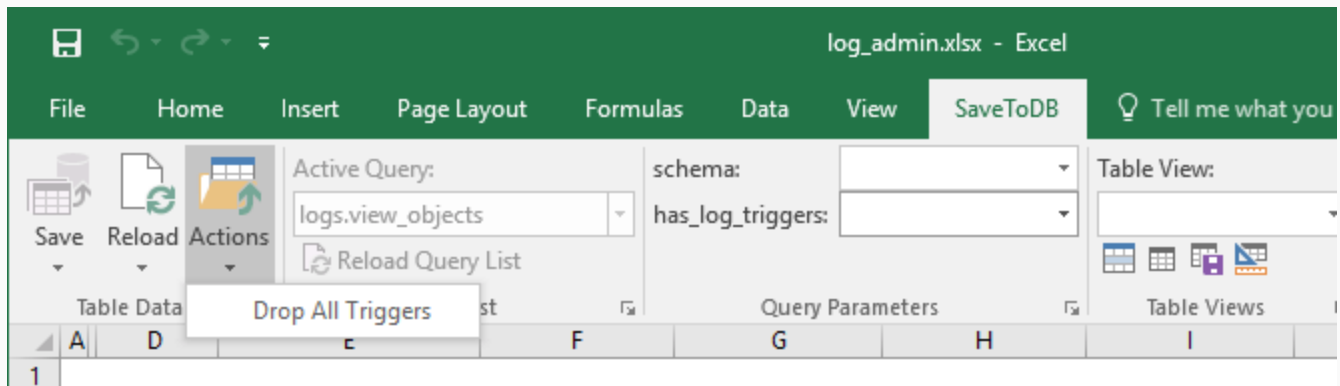 log_admin.xlsx - Excel
File Home Insert Page Layout Formulas Data View SaveToDB Tell me what you
Active Query: schema: Table View:
logs.view_objects has_log_triggers:
Save Reload Actions
Reload Query List
Table Data st Query Parameters Table Views
Drop All Triggers
A D E F G H I
1